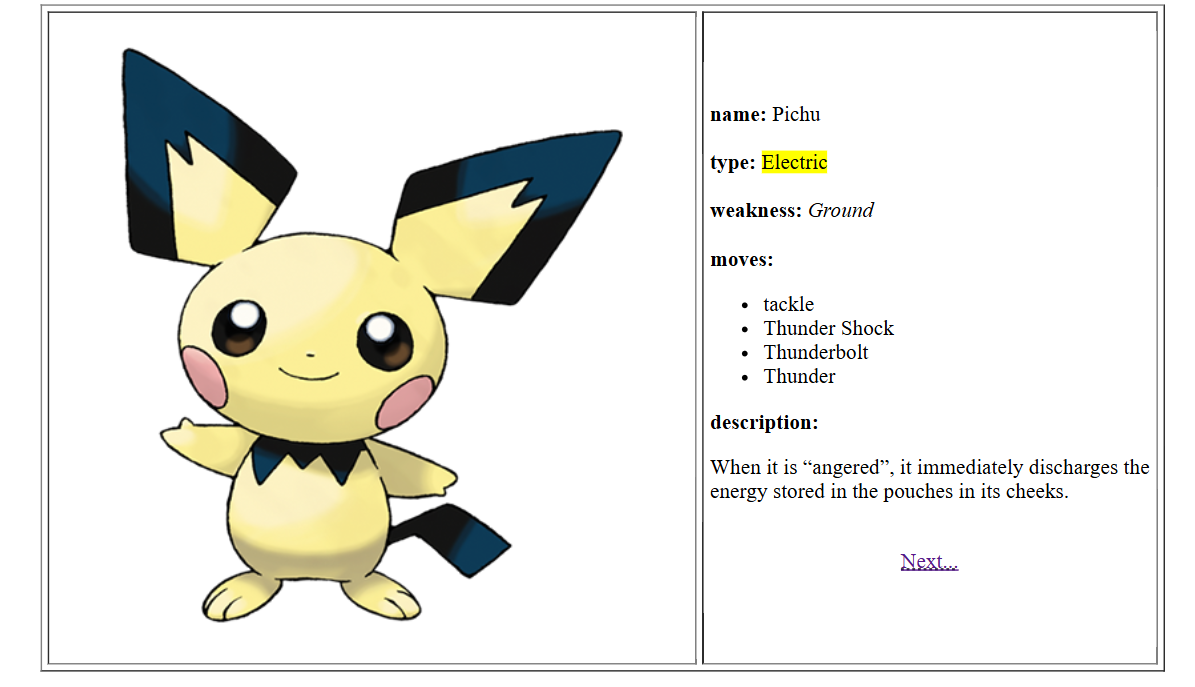 name: Pichu
type: Electric
weakness: Ground
moves:
• tackle
• Thunder Shock
• Thunderbolt
• Thunder
description:
When it is “angered”, it immediately discharges the
energy stored in the pouches in its cheeks.
Next...